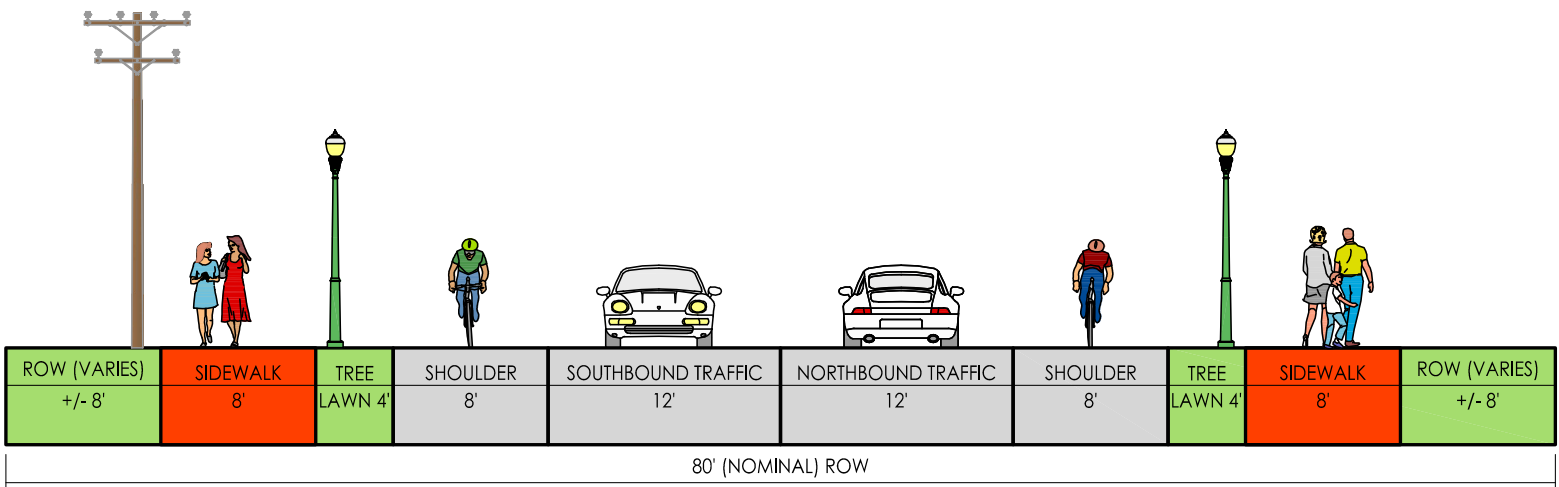 ROW (VARIES)
+/- 8'
SIDEWALK
8'
TREE
LAWN 4'
SHOULDER
8'
SOUTHBOUND TRAFFIC
12'
NORTHBOUND TRAFFIC
12'
SHOULDER
8'
TREE
LAWN 4'
SIDEWALK
8'
ROW (VARIES)
+/- 8'
80' (NOMINAL) ROW